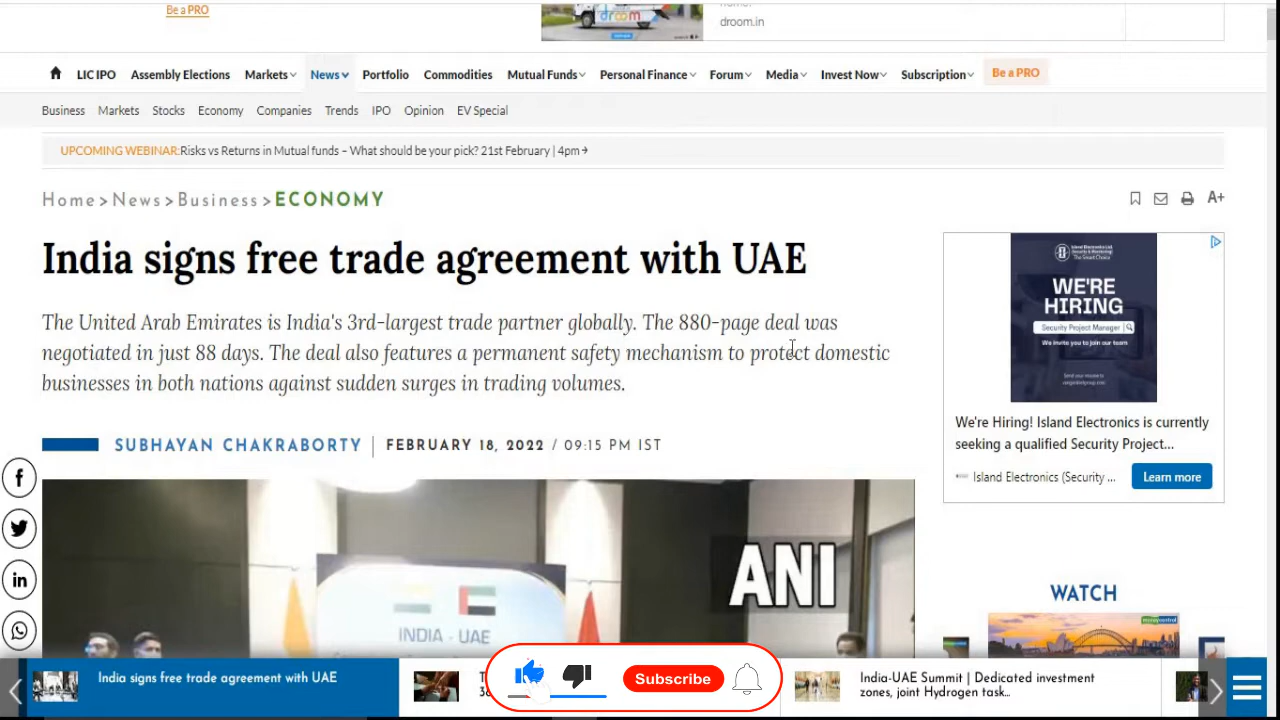 Be a PRO
home.
droom
droom.in
LIC IPO Assembly Elections Markets News Portfolio Commodities Mutual Funds Personal Finance Forum Media Invest Now Subscription Be a PRO
Business Markets Stocks Economy Companies Trends IPO Opinion EV Special
UPCOMING WEBINAR:Risks vs Returns in Mutual funds – What should be your pick? 21st February | 4pm
Home > News > Business > ECONOMY
A+
India signs free trade agreement with UAE
The United Arab Emirates is India's 3rd-largest trade partner globally. The 880-page deal was
negotiated in just 88 days. The deal also features a permanent safety mechanism to protect domestic
businesses in both nations against sudden surges in trading volumes.
SUBHAYAN CHAKRABORTY | FEBRUARY 18, 2022 / 09:15 PM IST
WE'RE
HIRING
Security Project Manager
We invite you to join our team
We're Hiring! Island Electronics is currently
seeking a qualified Security Project...
Island Electronics (Security ...
Learn more
ANI
INDIA - UAE
WATCH
moneycontrol
India signs free trade agreement with UAE
Subscribe
India-UAE Summit | Dedicated investment
zones, joint Hydrogen task...